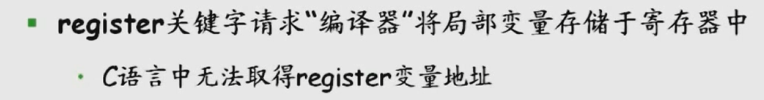 register关键字请求“编译器”将局部变量存储于寄存器中
C语言中无法取得register变量地址